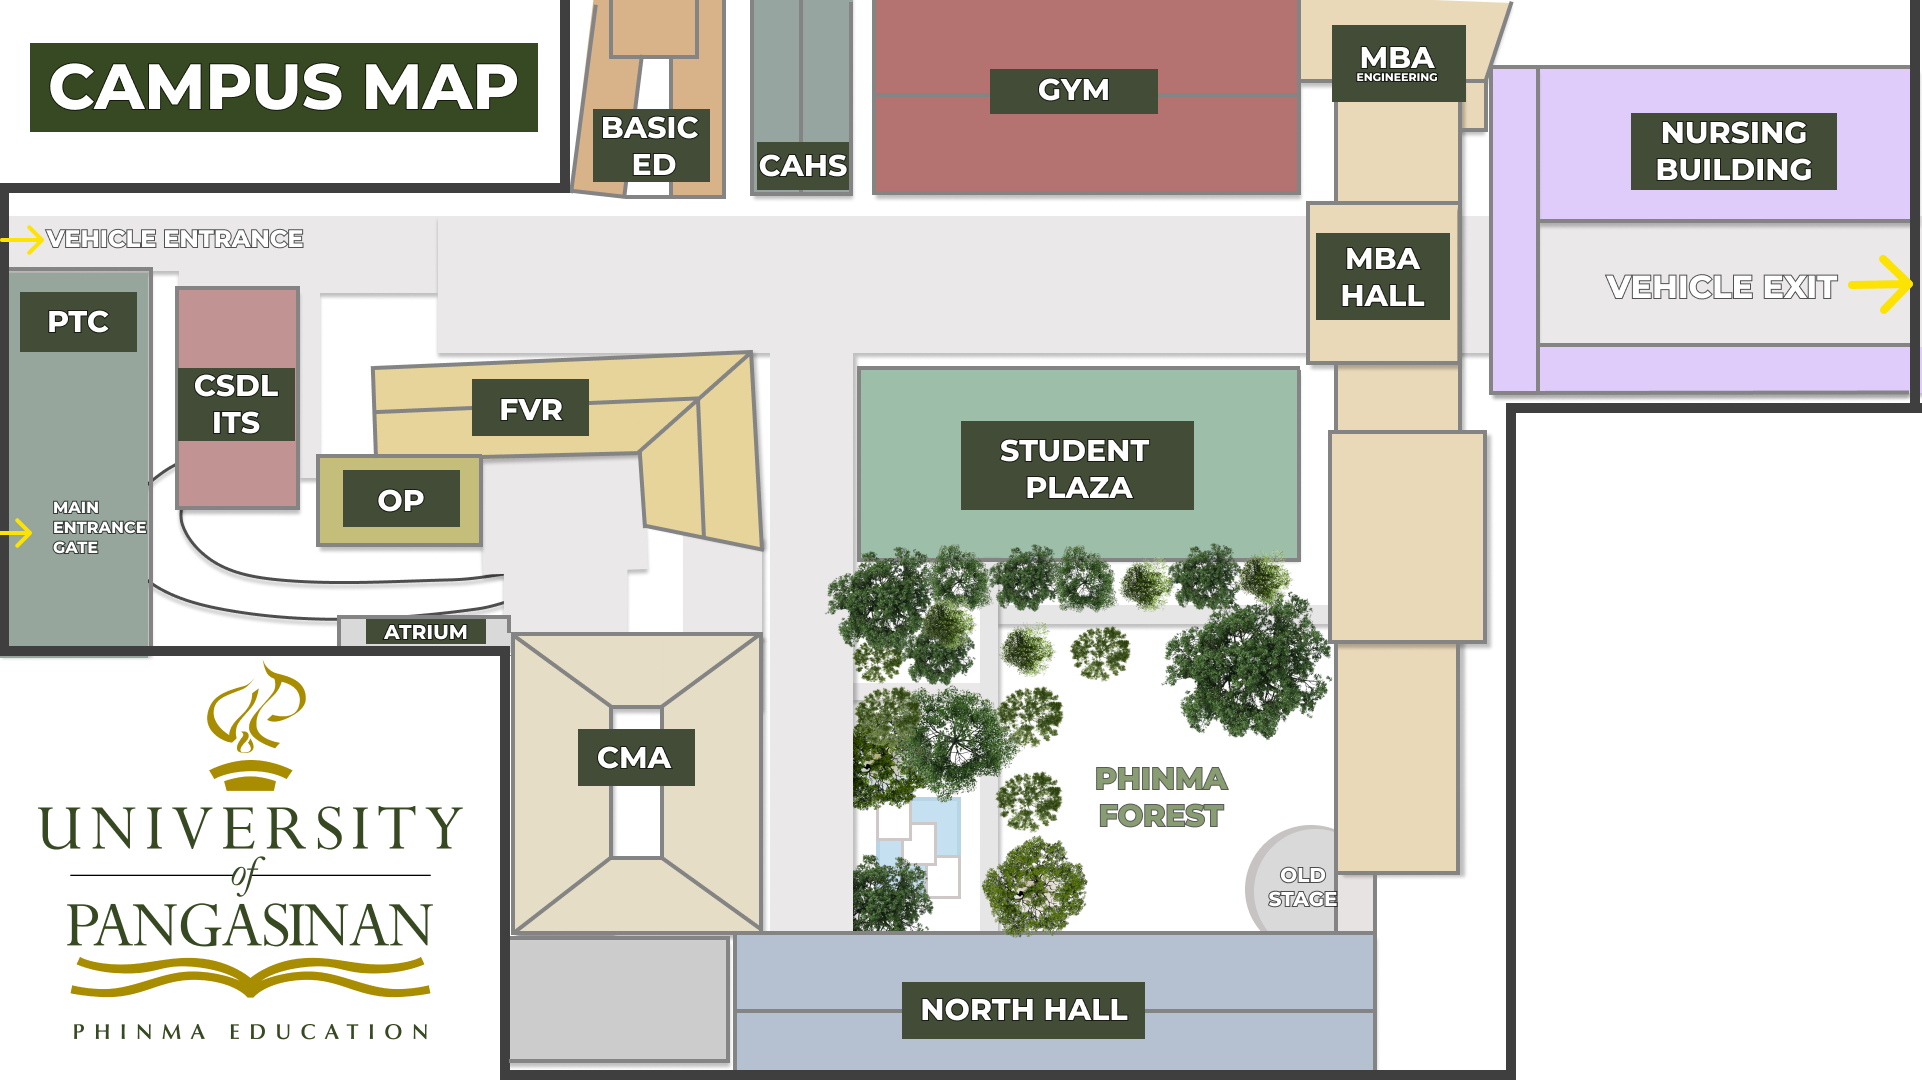 CAMPUS MAP
BASIC
ED
CAHS
GYM
MBA
ENGINEERING
NURSING
BUILDING
VEHICLE ENTRANCE
MBA
HALL
VEHICLE EXIT
PTC
CSDL
ITS
FVR
STUDENT
PLAZA
OP
MAIN
ENTRANCE
GATE
ATRIUM
CMA
PHINMA
FOREST
OLD
STAGE
NORTH HALL
UNIVERSITY
of
PANGASINAN
PHINMA EDUCATION